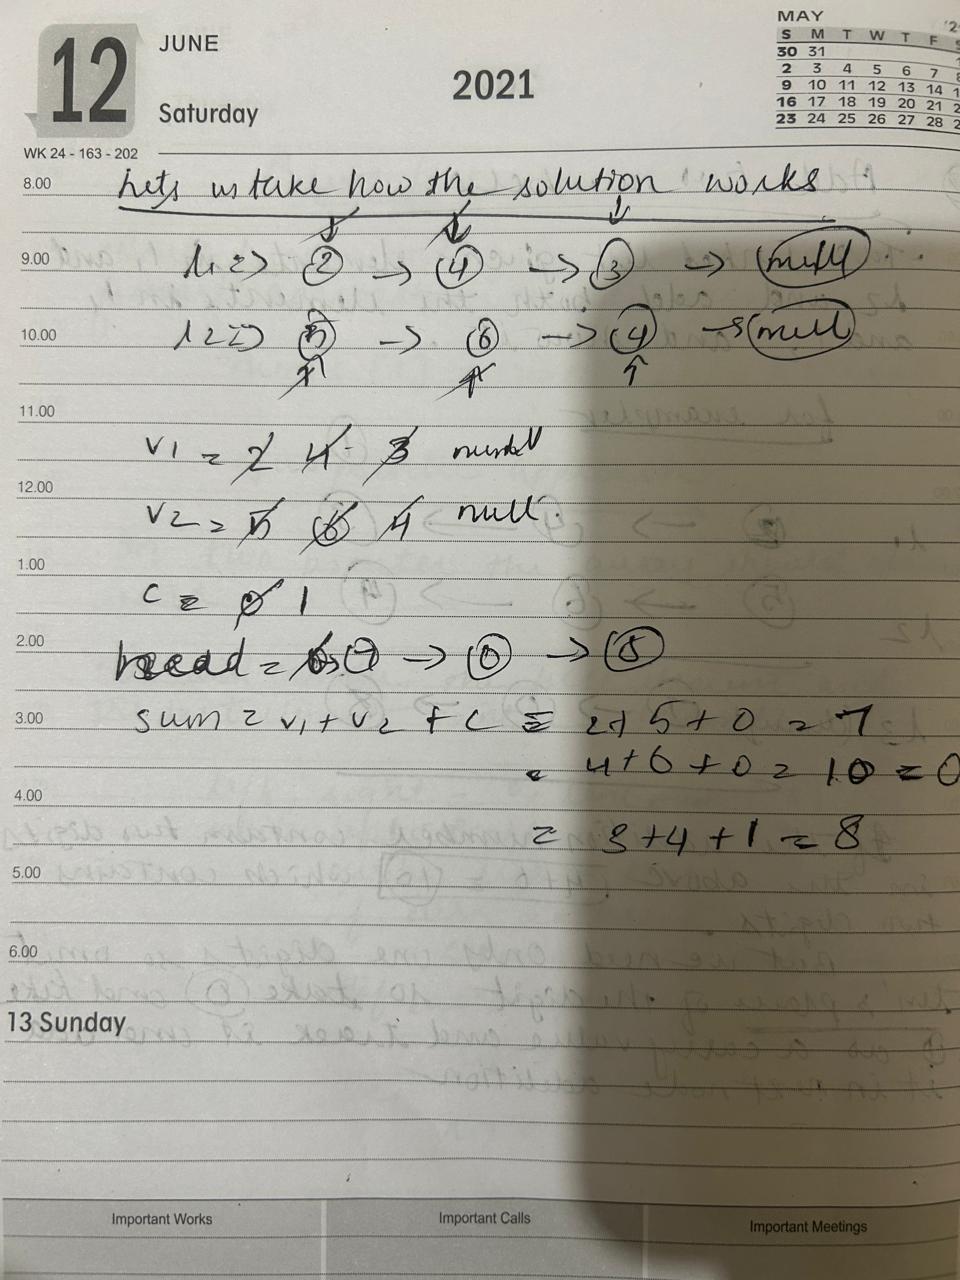 12
JUNE
Saturday
2021
WK 24 - 163 - 202
MAY '2
S M T W T F S
30 31
2 3 4 5 6 7 8
9 10 11 12 13 14 1
16 17 18 19 20 21 2
23 24 25 26 27 28 2
8.00 Lets us take how the solution works
9.00 l1 => 2 -> 4 -> 3 -> null
10.00 l2 => 5 -> 6 -> 4 -> null
11.00
v1 = 2 4 3 null
12.00
v2 = 5 6 4 null.
1.00
c = 0 1
2.00 head = 7 -> 0 -> 8
3.00 sum = v1 + v2 + c = 2 + 5 + 0 = 7
= 4 + 6 + 0 = 10 = 0
4.00
= 3 + 4 + 1 = 8
5.00
6.00
13 Sunday
Important Works Important Calls Important Meetings